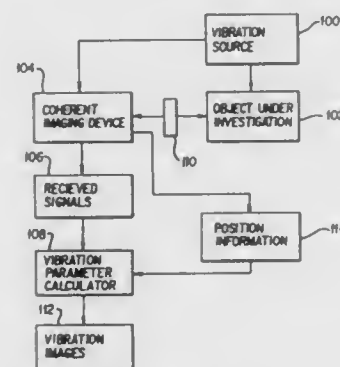 100
VIBRATION
SOURCE
104
COHERENT
IMAGING DEVICE
OBJECT UNDER
INVESTIGATION
102
110
106
RECIEVED
SIGNALS
108
POSITION
INFORMATION
VIBRATION
PARAMETER
CALCULATOR
112
VIBRATION
IMAGES